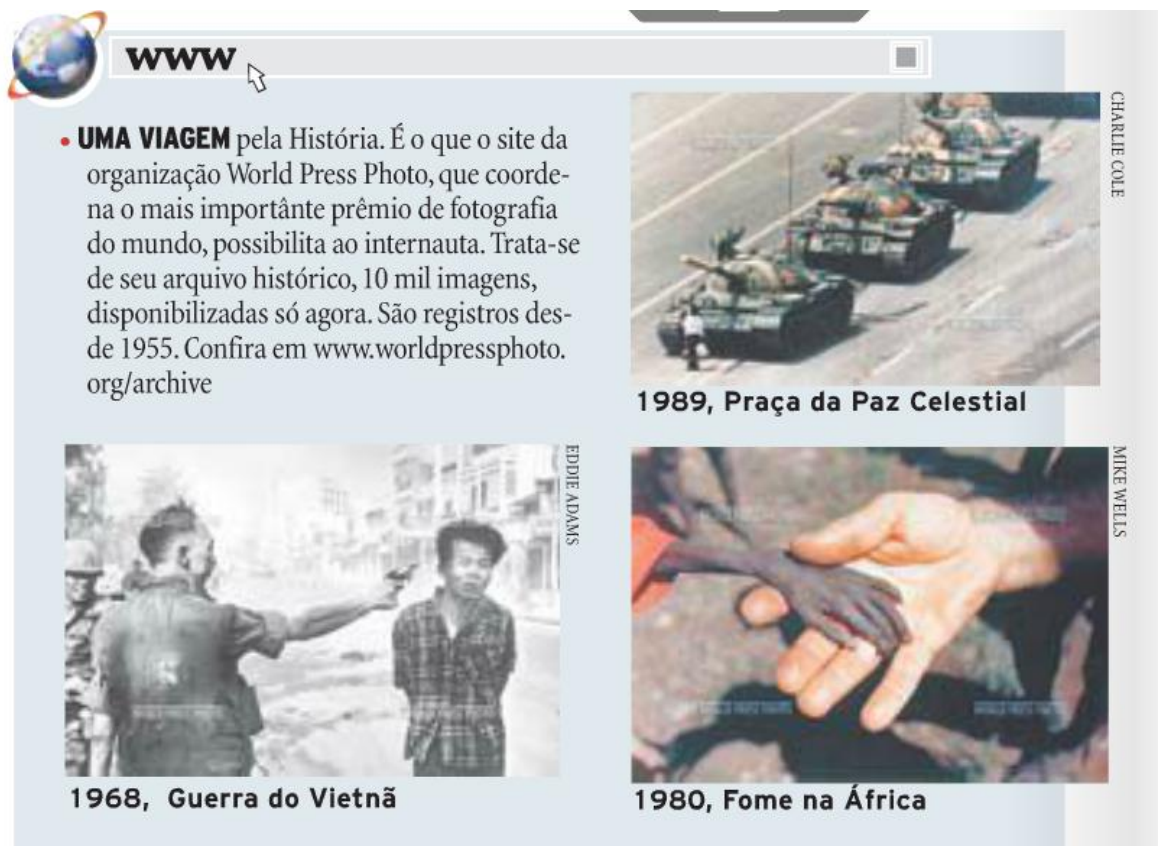 www
• UMA VIAGEM pela História. É o que o site da
organização World Press Photo, que coorde-
na o mais importânte prêmio de fotografia
do mundo, possibilita ao internauta. Trata-se
de seu arquivo histórico, 10 mil imagens,
disponibilizadas só agora. São registros des-
de 1955. Confira em www.worldpressphoto.
org/archive
CHARLIE COLE
1989, Praça da Paz Celestial
EDDIE ADAMS
1968, Guerra do Vietnã
MIKE WELLS
1980, Fome na África